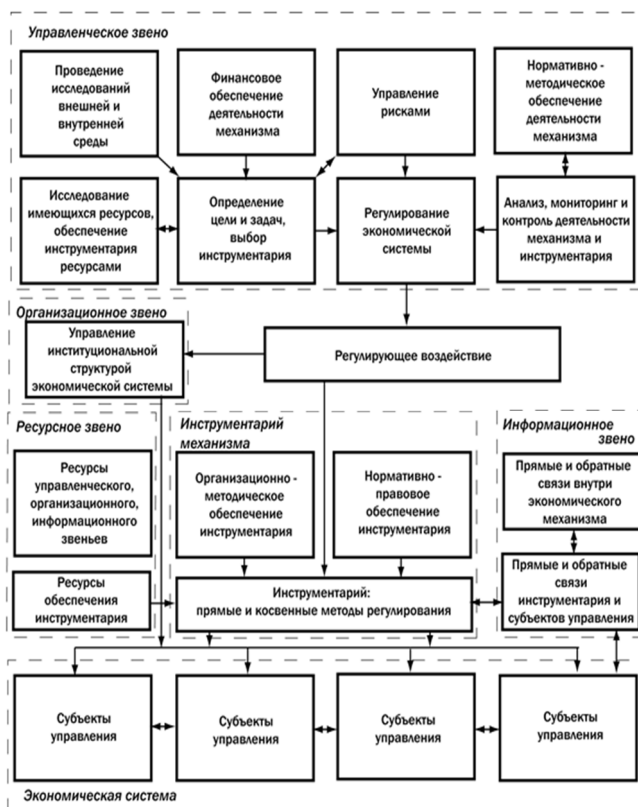 Управленческое звено
Проведение
исследований
внешней и
внутренней
среды
Финансовое
обеспечение
деятельности
механизма
Управление
рисками
Нормативно -
методическое
обеспечение
деятельности
механизма
Исследование
имеющихся ресурсов,
обеспечение
инструментария
ресурсами
Определение
цели и задач,
выбор
инструментария
Регулирование
экономической
системы
Анализ, мониторинг и
контроль деятельности
механизма и
инструментария
Организационное звено
Управление
институциональной
структурой
экономической системы
Регулирующее воздействие
Ресурсное звено
Ресурсы
управленческого,
организационного,
информационного
звеньев
Ресурсы
обеспечения
инструментария
Инструментарий
механизма
Организационно -
методическое
обеспечение
инструментария
Нормативно -
правовое
обеспечение
инструментария
Инструментарий:
прямые и косвенные методы регулирования
Информационное
звено
Прямые и обратные
связи внутри
экономического
механизма
Прямые и обратные
связи
инструментария и
субъектов управления
Субъекты
управления
Субъекты
управления
Субъекты
управления
Субъекты
управления
Экономическая система